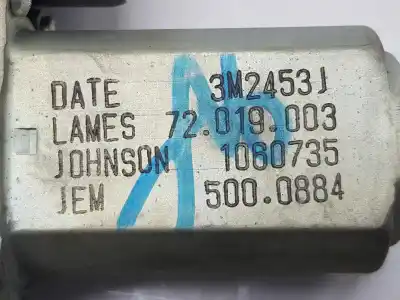 DATE 3M2453J
LAMES 72.019.003
JOHNSON 1060735
JEM 500.0884